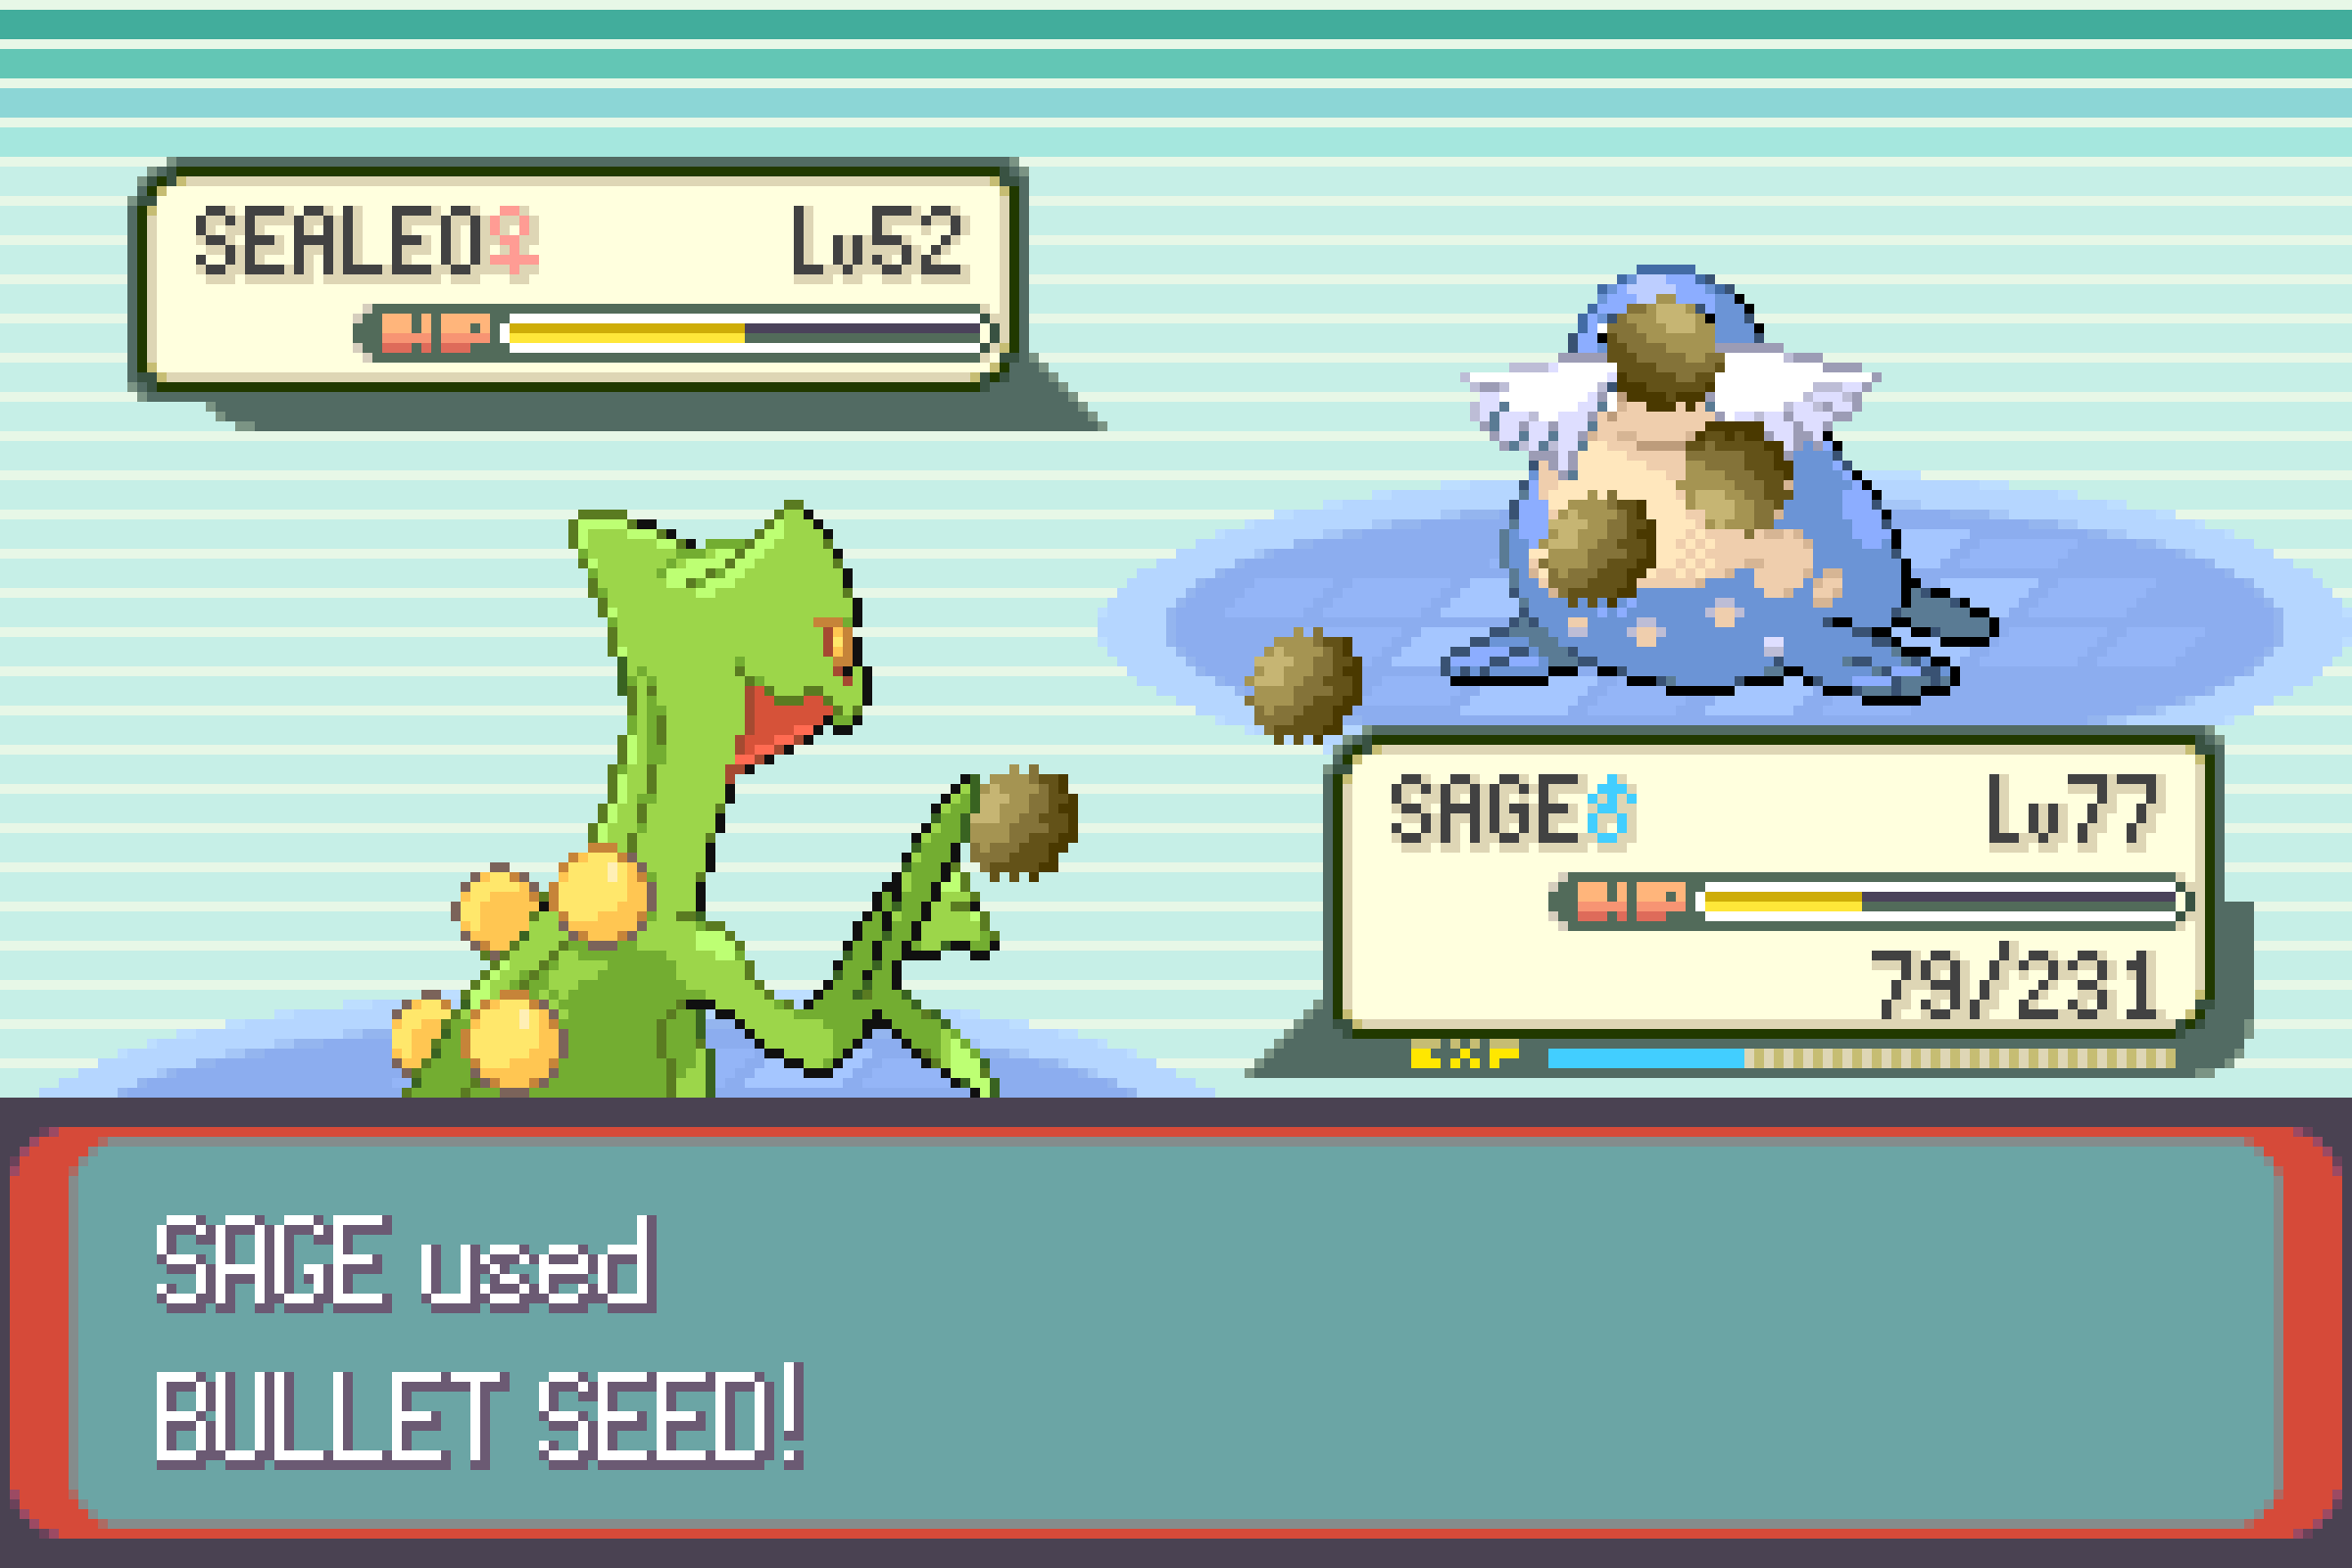 SEALEO♀ Lv52
HP
SAGE♂ Lv77
HP
79/231
EXP
SAGE used
BULLET SEED!